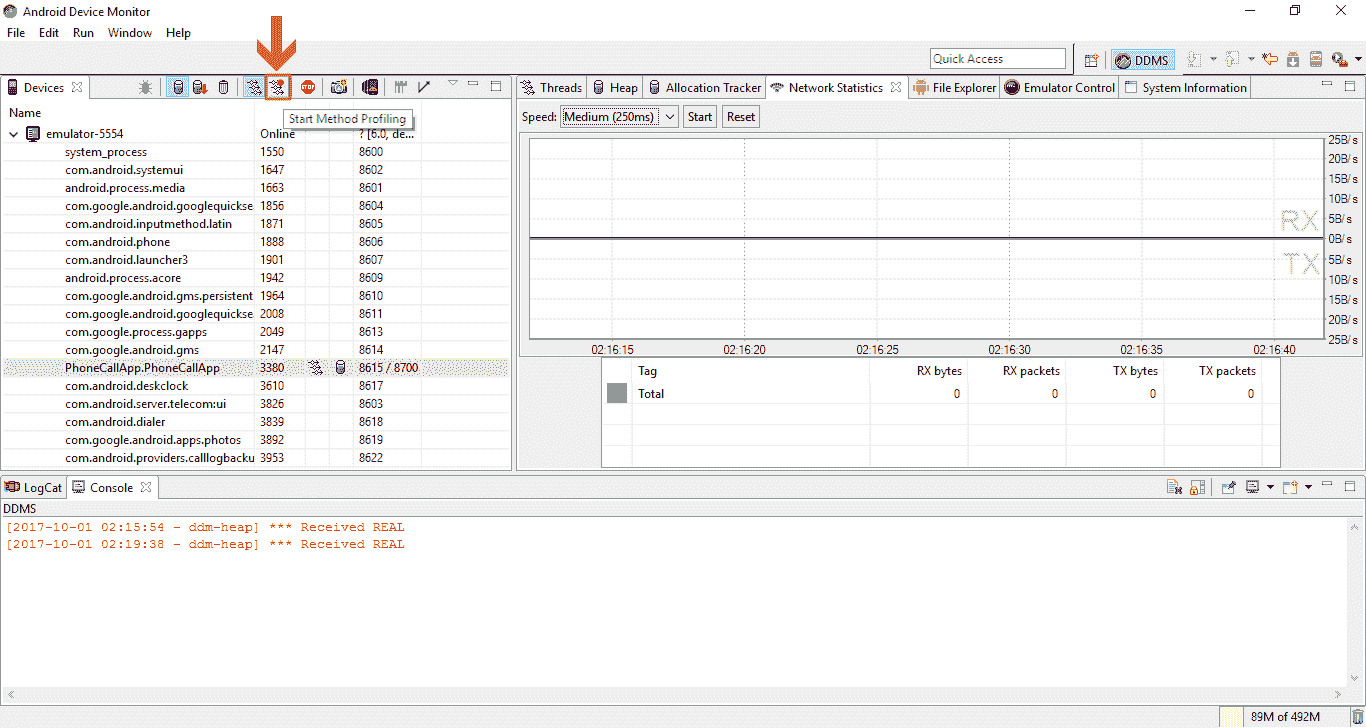 Android Device Monitor
File Edit Run Window Help
Quick Access
DDMS
Devices
STOP
Start Method Profiling
Name
emulator-5554 Online ? [6.0, de...
system_process 1550 8600
com.android.systemui 1647 8602
android.process.media 1663 8601
com.google.android.googlequickse 1856 8604
com.android.inputmethod.latin 1871 8605
com.android.phone 1888 8606
com.android.launcher3 1901 8607
android.process.acore 1942 8609
com.google.android.gms.persistent 1964 8610
com.google.android.googlequickse 2008 8611
com.google.process.gapps 2049 8613
com.google.android.gms 2147 8614
PhoneCallApp.PhoneCallApp 3380 8615 / 8700
com.android.deskclock 3610 8617
com.android.server.telecom:ui 3826 8603
com.android.dialer 3839 8618
com.google.android.apps.photos 3892 8619
com.android.providers.calllogbacku 3953 8622
Threads Heap Allocation Tracker Network Statistics File Explorer Emulator Control System Information
Speed: Medium (250ms) Start Reset
25B/s
20B/s
15B/s
10B/s
5B/s
0B/s
5B/s
10B/s
15B/s
20B/s
25B/s
RX
TX
02:16:15 02:16:20 02:16:25 02:16:30 02:16:35 02:16:40
Tag RX bytes RX packets TX bytes TX packets
Total 0 0 0 0
LogCat Console
DDMS
[2017-10-01 02:15:54 - ddm-heap] *** Received REAL
[2017-10-01 02:19:38 - ddm-heap] *** Received REAL
89M of 492M